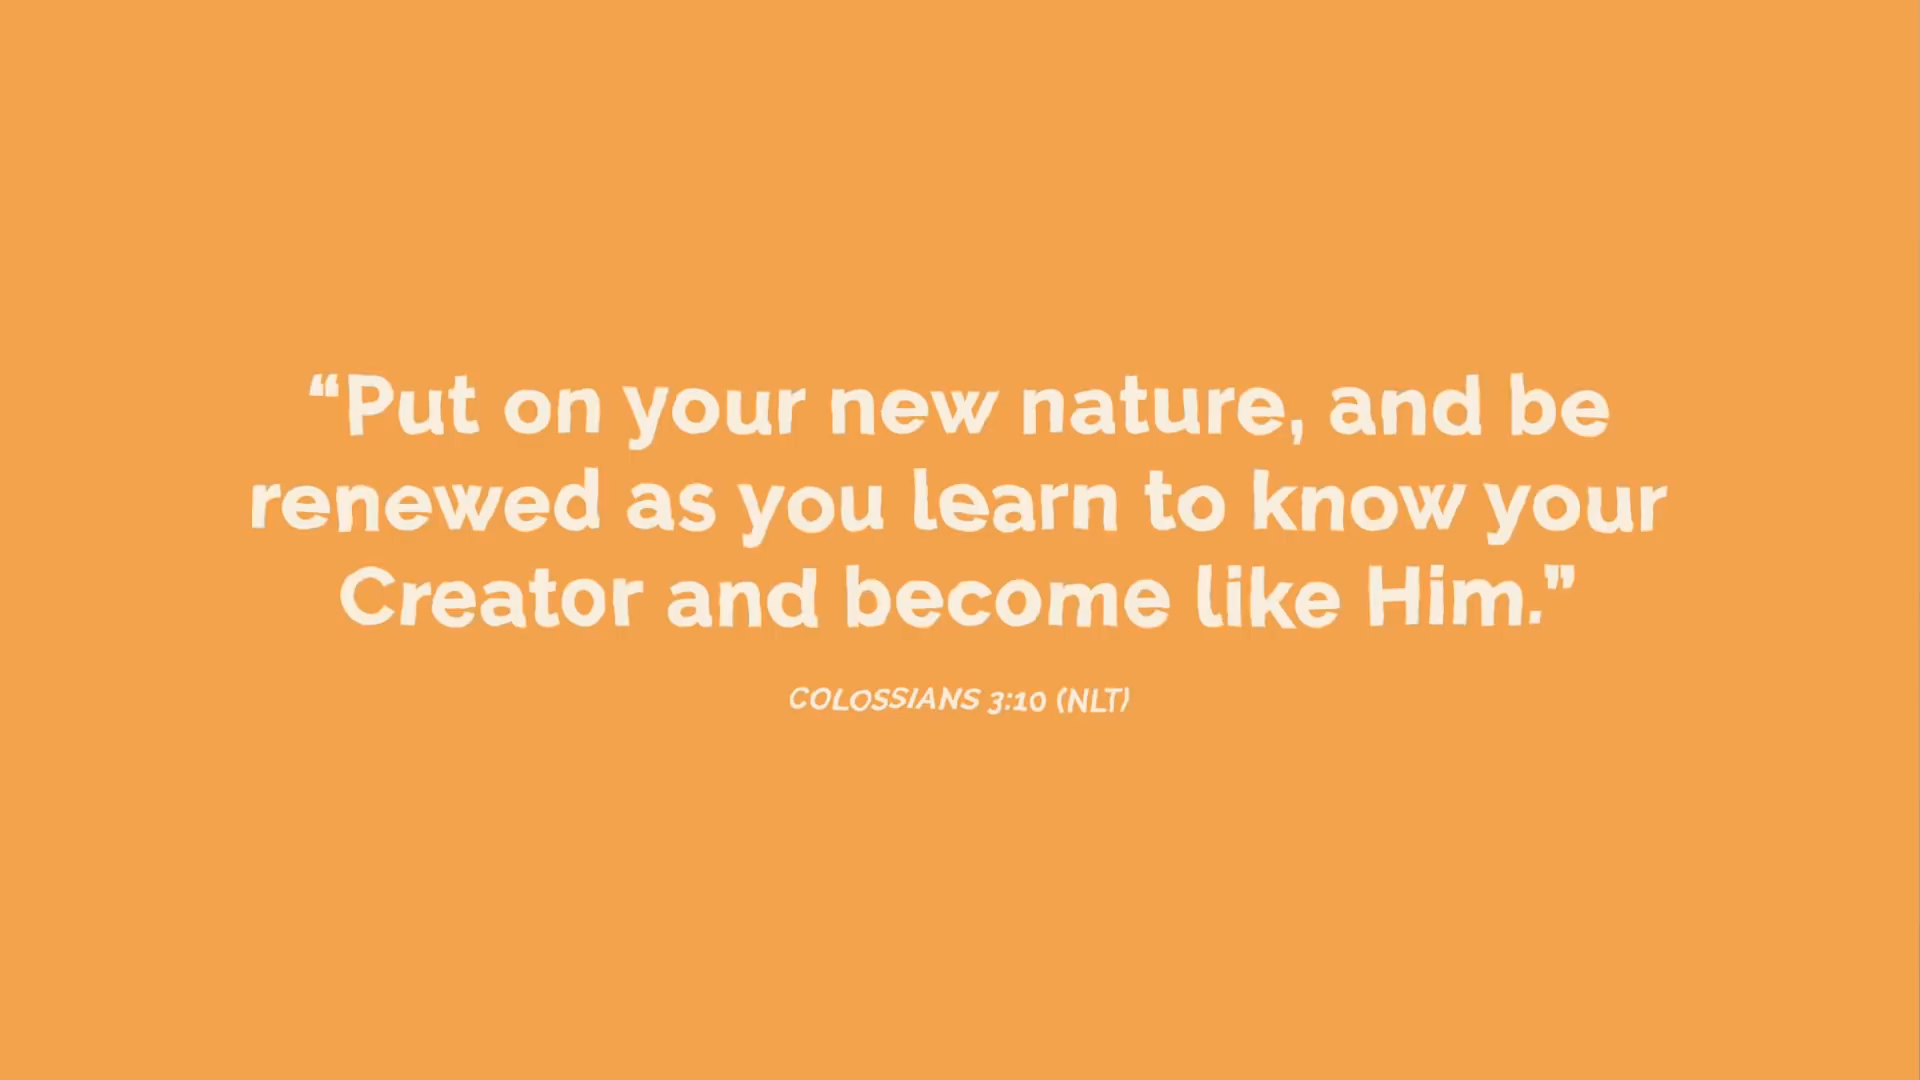 “Put on your new nature, and be
renewed as you learn to know your
Creator and become like Him.”
COLOSSIANS 3:10 (NLT)